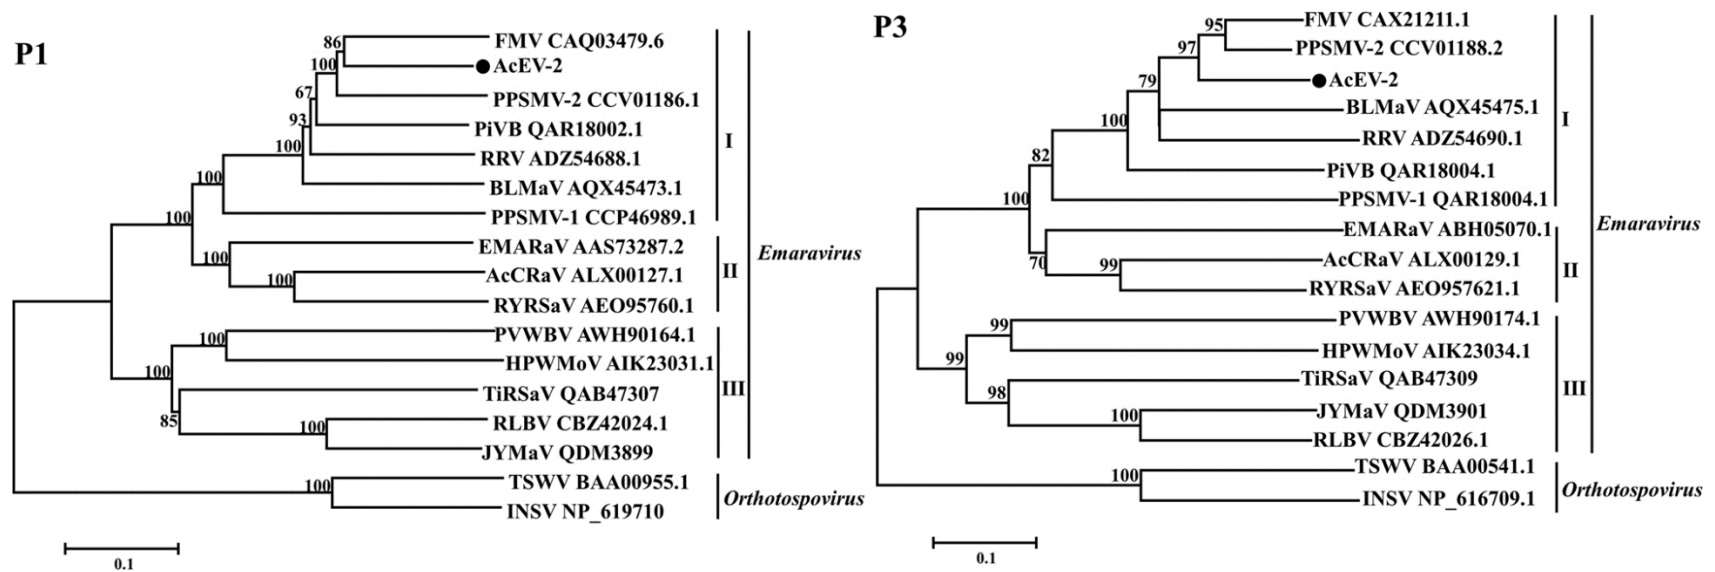 P1
86
FMV CAQ03479.6
AcEV-2
100
PPSMV-2 CCV01186.1
67
PiVB QAR18002.1
93
RRV ADZ54688.1
100
BLMaV AQX45473.1
100
PPSMV-1 CCP46989.1
100
EMARaV AAS73287.2
100
AcCRaV ALX00127.1
100
RYRSaV AEO95760.1
PVWBV AWH90164.1
100
HPWMoV AIK23031.1
100
TiRSaV QAB47307
85
RLBV CBZ42024.1
100
JYMaV QDM3899
TSWV BAA00955.1
100
INSV NP_619710
I
II
III
Emaravirus
Orthotospovirus
0.1
P3
95
FMV CAX21211.1
97
PPSMV-2 CCV01188.2
AcEV-2
79
BLMaV AQX45475.1
100
RRV ADZ54690.1
82
PiVB QAR18004.1
100
PPSMV-1 QAR18004.1
EMARaV ABH05070.1
70
AcCRaV ALX00129.1
99
RYRSaV AEO957621.1
PVWBV AWH90174.1
99
HPWMoV AIK23034.1
99
TiRSaV QAB47309
98
JYMaV QDM3901
100
RLBV CBZ42026.1
TSWV BAA00541.1
100
INSV NP_616709.1
I
II
III
Emaravirus
Orthotospovirus
0.1